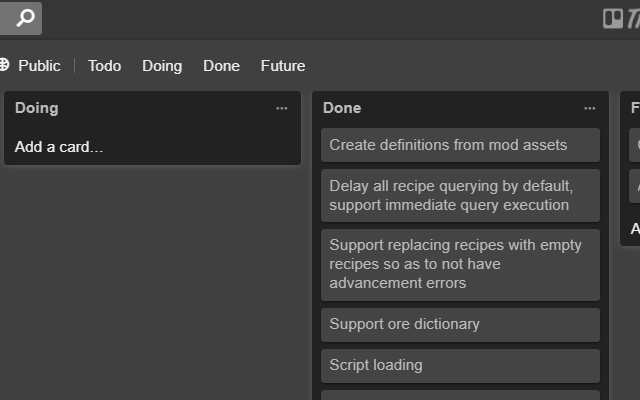 Public
Todo
Doing
Done
Future
Doing
Add a card...
Done
Create definitions from mod assets
Delay all recipe querying by default,
support immediate query execution
Support replacing recipes with empty
recipes so as to not have
advancement errors
Support ore dictionary
Script loading
F
A